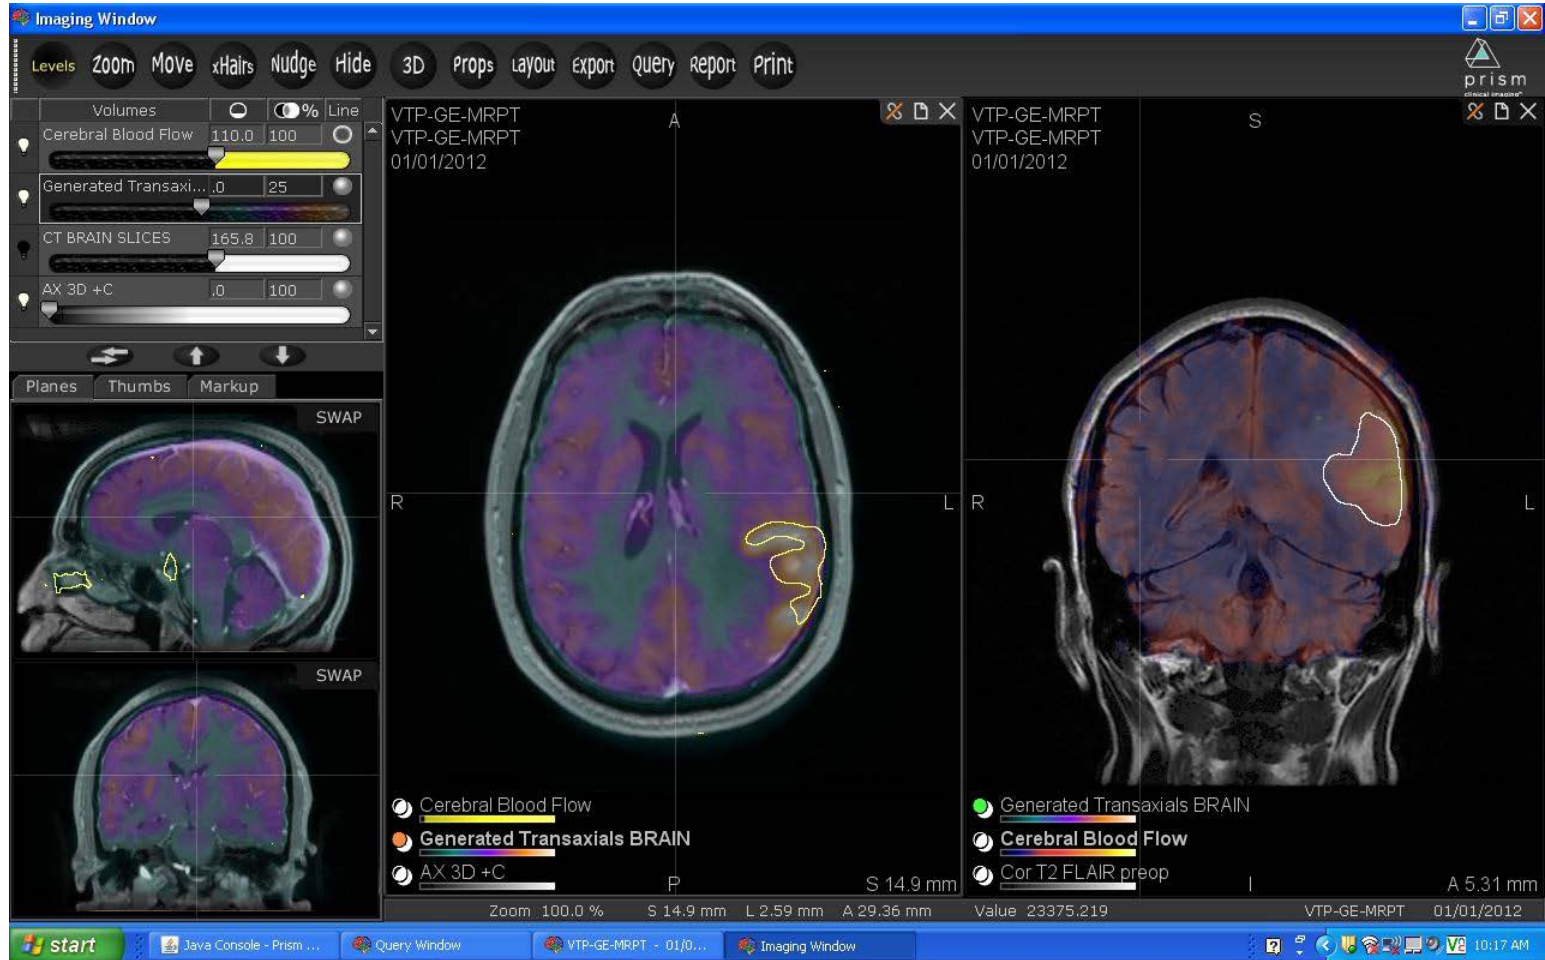 Imaging Window
Levels Zoom Move xHairs Nudge Hide 3D Props Layout Export Query Report Print
prism
clinical imaging™
Volumes % Line
Cerebral Blood Flow 110.0 100
Generated Transaxi... .0 25
CT BRAIN SLICES 165.8 100
AX 3D +C .0 100
Planes Thumbs Markup
SWAP
SWAP
VTP-GE-MRPT
VTP-GE-MRPT
01/01/2012
A
R
L
Cerebral Blood Flow
Generated Transaxials BRAIN
AX 3D +C
P
S 14.9 mm
VTP-GE-MRPT
VTP-GE-MRPT
01/01/2012
S
R
L
Generated Transaxials BRAIN
Cerebral Blood Flow
Cor T2 FLAIR preop
I
A 5.31 mm
Zoom 100.0 % S 14.9 mm L 2.59 mm A 29.36 mm Value 23375.219 VTP-GE-MRPT 01/01/2012
start Java Console - Prism ... Query Window VTP-GE-MRPT - 01/0... Imaging Window 10:17 AM